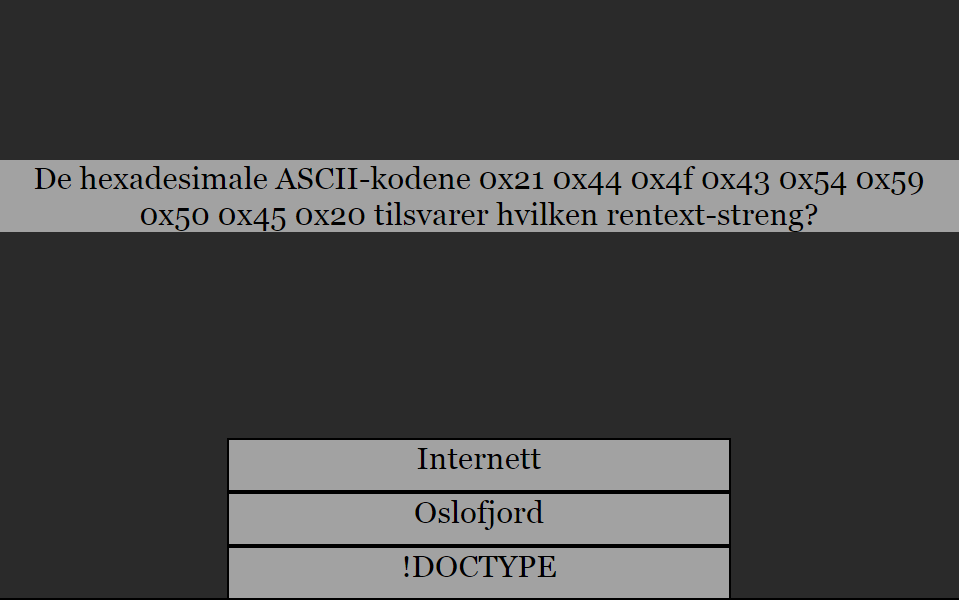 De hexadesimale ASCII-kodene 0x21 0x44 0x4f 0x43 0x54 0x59
0x50 0x45 0x20 tilsvarer hvilken rentext-streng?
Internett
Oslofjord
!DOCTYPE